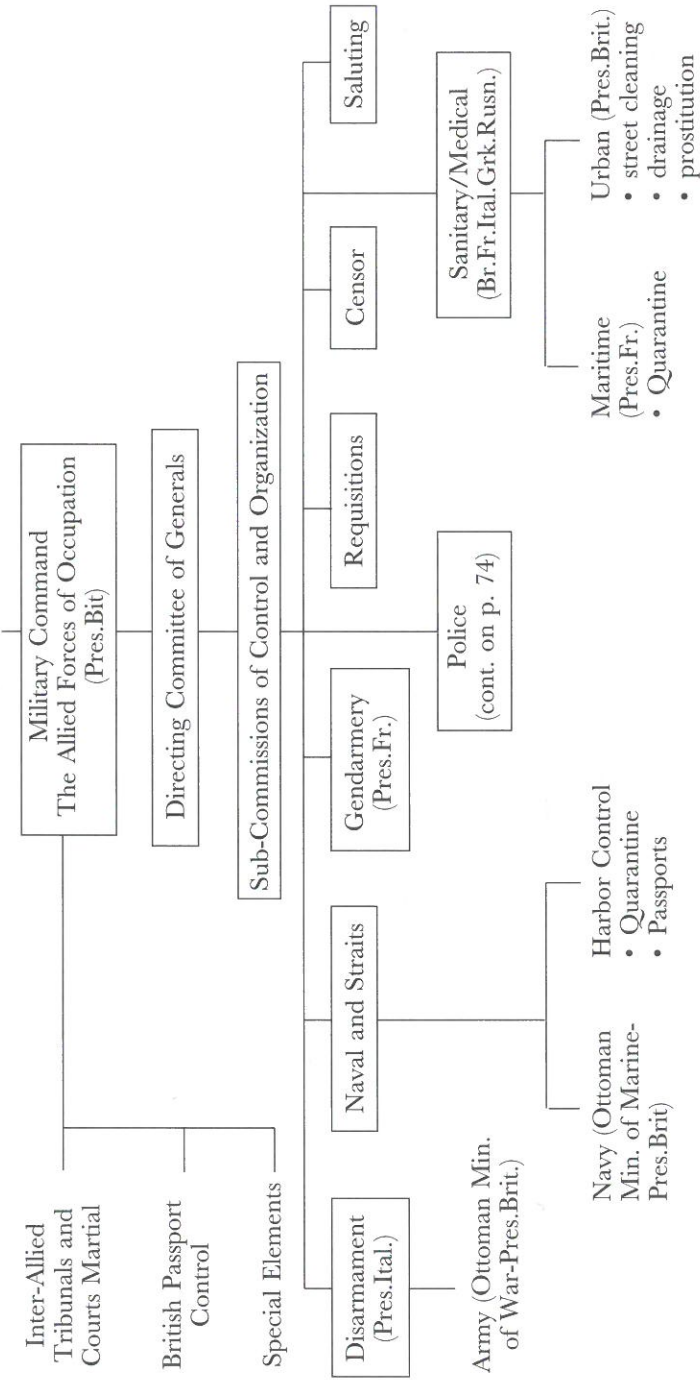 Military Command
The Allied Forces of Occupation
(Pres.Bit)
Inter-Allied
Tribunals and
Courts Martial
British Passport
Control
Special Elements
Directing Committee of Generals
Sub-Commissions of Control and Organization
Disarmament
(Pres.Ital.)
Naval and Straits
Gendarmery
(Pres.Fr.)
Requisitions
Censor
Saluting
Army (Ottoman Min.
of War-Pres.Brit.)
Police
(cont. on p. 74)
Sanitary/Medical
(Br.Fr.Ital.Grk.Rusn.)
Navy (Ottoman
Min. of Marine-
Pres.Brit)
Harbor Control
• Quarantine
• Passports
Maritime
(Pres.Fr.)
• Quarantine
Urban (Pres.Brit.)
• street cleaning
• drainage
• prostitution